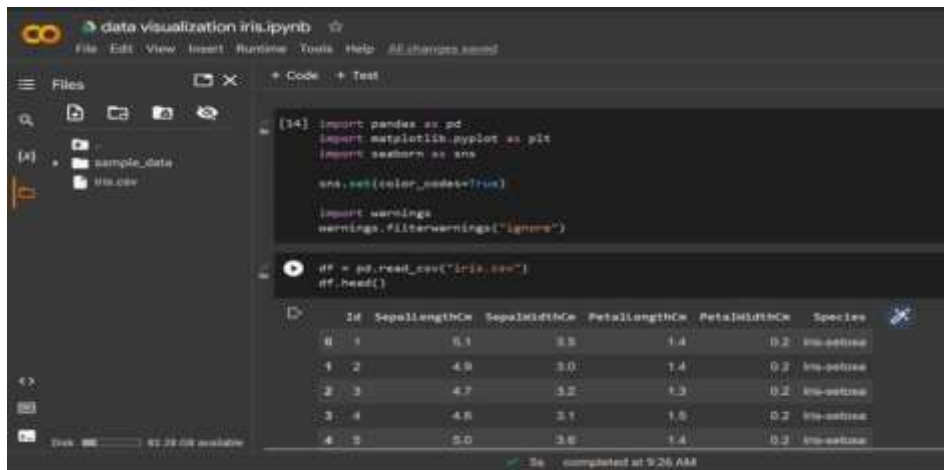 CO
data visualization iris.ipynb
File Edit View Insert Runtime Tools Help All changes saved
Files
+ Code + Text
..
sample_data
iris.csv
[34] import pandas as pd
import matplotlib.pyplot as plt
import seaborn as sns
sns.set(color_codes=True)
import warnings
warnings.filterwarnings("ignore")
df = pd.read_csv("iris.csv")
df.head()
Id SepalLengthCm SepalWidthCm PetalLengthCm PetalWidthCm Species
0 1 5.1 3.5 1.4 0.2 Iris-setosa
1 2 4.9 3.0 1.4 0.2 Iris-setosa
2 3 4.7 3.2 1.3 0.2 Iris-setosa
3 4 4.6 3.1 1.5 0.2 Iris-setosa
4 5 5.0 3.6 1.4 0.2 Iris-setosa
{x}
<>
Disk GB available
completed at 9:26 AM